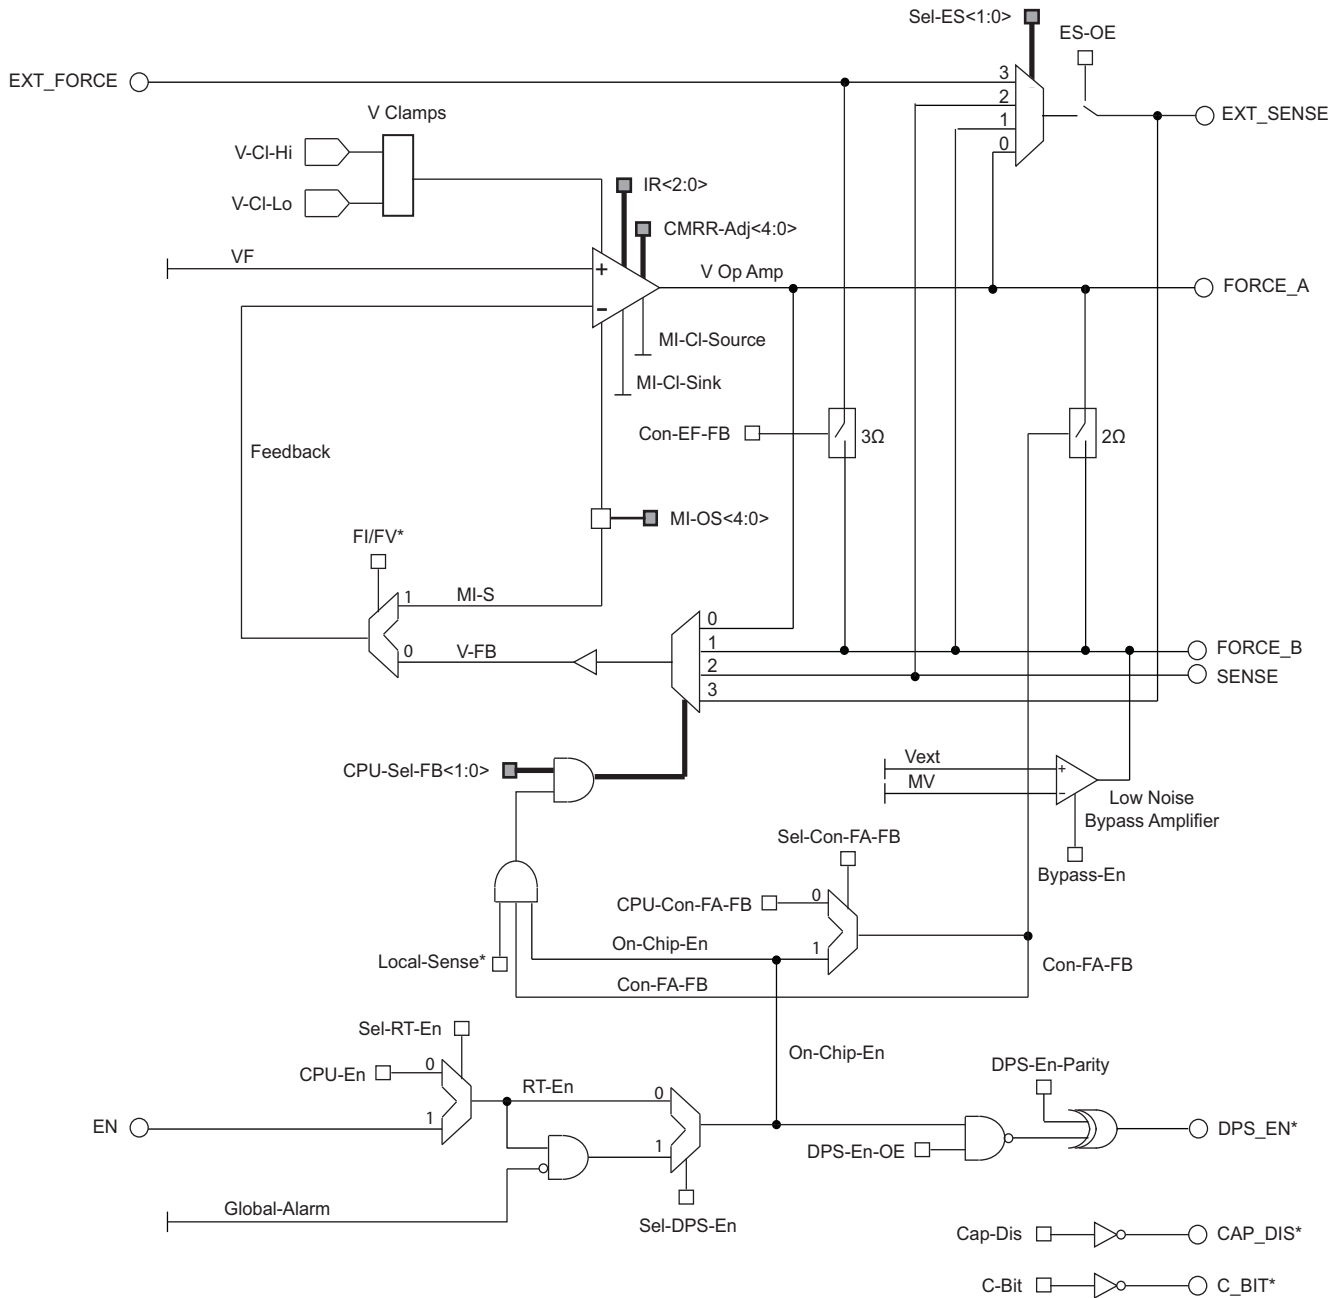 Sel-ES<1:0>
ES-OE
EXT_FORCE
3
2
1
0
EXT_SENSE
V Clamps
V-Cl-Hi
V-Cl-Lo
IR<2:0>
CMRR-Adj<4:0>
VF
+
−
V Op Amp
FORCE_A
MI-Cl-Source
MI-Cl-Sink
Con-EF-FB
3Ω
2Ω
Feedback
MI-OS<4:0>
FI/FV*
1
MI-S
0
V-FB
0
1
2
3
FORCE_B
SENSE
CPU-Sel-FB<1:0>
Vext
MV
+
−
Low Noise
Bypass Amplifier
Bypass-En
Sel-Con-FA-FB
CPU-Con-FA-FB
0
1
On-Chip-En
Local-Sense*
Con-FA-FB
Con-FA-FB
Sel-RT-En
CPU-En
0
1
RT-En
On-Chip-En
0
1
EN
DPS-En-Parity
DPS_EN*
DPS-En-OE
Global-Alarm
Sel-DPS-En
Cap-Dis
CAP_DIS*
C-Bit
C_BIT*